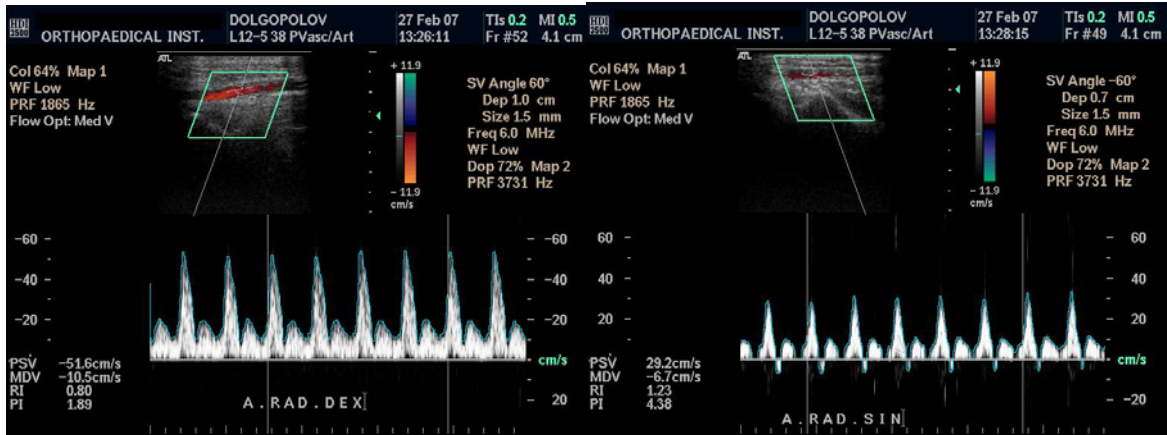 HDI
5000
ORTHOPAEDICAL INST.
DOLGOPOLOV
L12-5 38 PVasc/Art
27 Feb 07
13:26:11
TIs 0.2 MI 0.5
Fr #52 4.1 cm
Col 64% Map 1
WF Low
PRF 1865 Hz
Flow Opt: Med V
ATL
+ 11.9
- 11.9
cm/s
SV Angle 60°
Dep 1.0 cm
Size 1.5 mm
Freq 6.0 MHz
WF Low
Dop 72% Map 2
PRF 3731 Hz
-60 -60
-40 -40
-20 -20
cm/s
20
PSV -51.6cm/s
MDV -10.5cm/s
RI 0.80
PI 1.89
A.RAD.DEX
ORTHOPAEDICAL INST.
DOLGOPOLOV
L12-5 38 PVasc/Art
27 Feb 07
13:28:15
TIs 0.2 MI 0.5
Fr #49 4.1 cm
Col 64% Map 1
WF Low
PRF 1865 Hz
Flow Opt: Med V
ATL
+ 11.9
- 11.9
cm/s
SV Angle -60°
Dep 0.7 cm
Size 1.5 mm
Freq 6.0 MHz
WF Low
Dop 72% Map 2
PRF 3731 Hz
60 60
40 40
20 20
cm/s
- 20
PSV 29.2cm/s
MDV -6.7cm/s
RI 1.23
PI 4.38
A.RAD.SIN